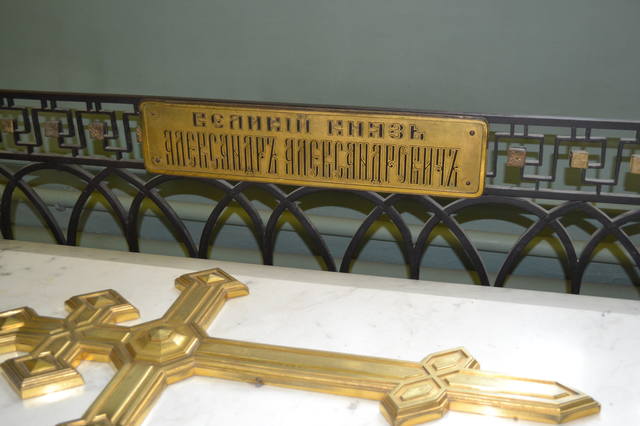 ВЕЛИКІЙ КНЯЗЬ
АЛЕКСАНДРЪ АЛЕКСАНДРОВИЧЪ